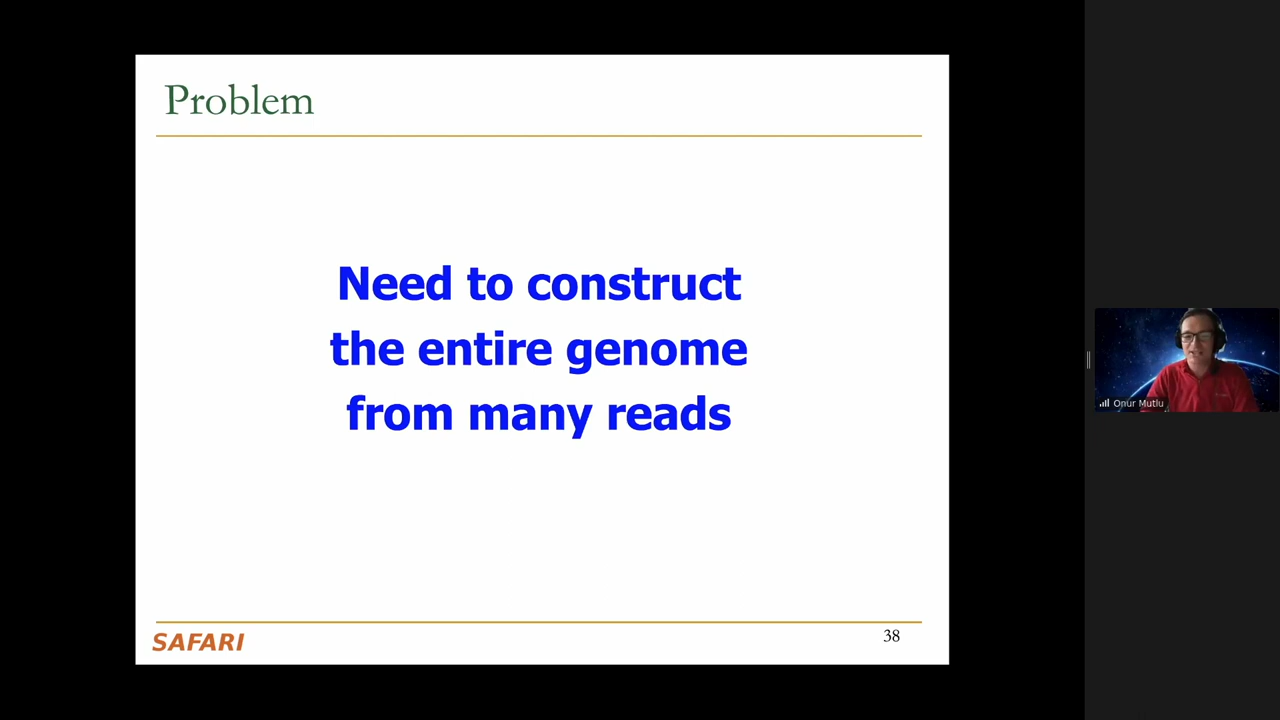 Problem
Need to construct
the entire genome
from many reads
SAFARI
38
Onur Mutlu